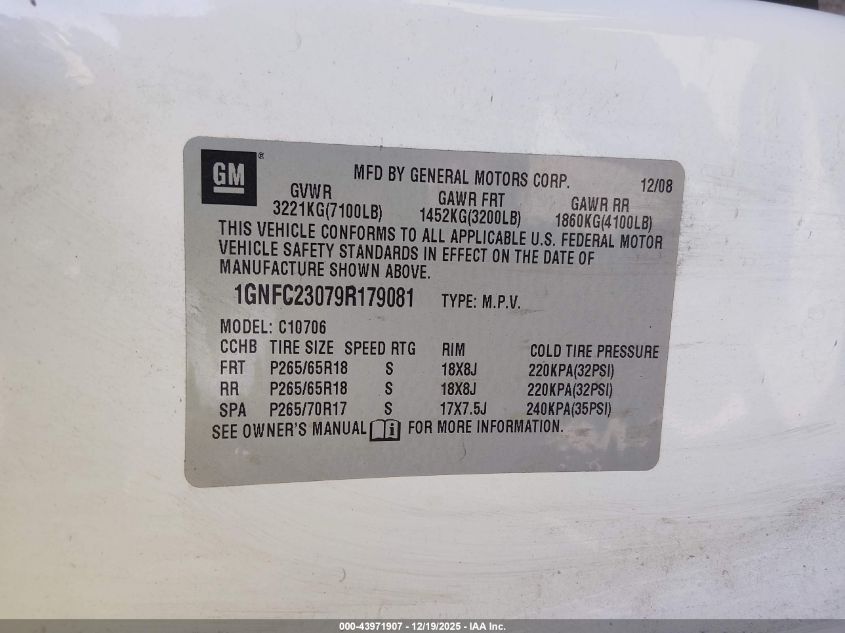 GM ® MFD BY GENERAL MOTORS CORP. 12/08
GVWR GAWR FRT GAWR RR
3221KG(7100LB) 1452KG(3200LB) 1860KG(4100LB)
THIS VEHICLE CONFORMS TO ALL APPLICABLE U.S. FEDERAL MOTOR
VEHICLE SAFETY STANDARDS IN EFFECT ON THE DATE OF
MANUFACTURE SHOWN ABOVE.
1GNFC23079R179081 TYPE: M.P.V.
MODEL: C10706
CCHB TIRE SIZE SPEED RTG RIM COLD TIRE PRESSURE
FRT P265/65R18 S 18X8J 220KPA(32PSI)
RR P265/65R18 S 18X8J 220KPA(32PSI)
SPA P265/70R17 S 17X7.5J 240KPA(35PSI)
SEE OWNER'S MANUAL i FOR MORE INFORMATION.
000-43971907 - 12/19/2025 - IAA Inc.